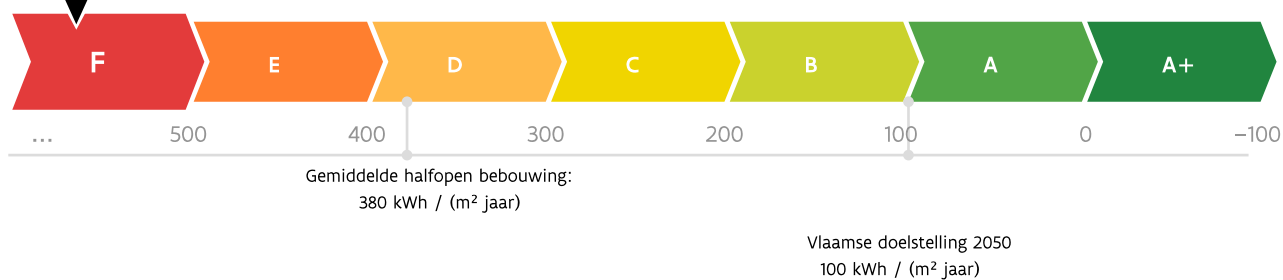 F E D C B A A+
... 500 400 300 200 100 0 −100
Gemiddelde halfopen bebouwing:
380 kWh / (m² jaar)
Vlaamse doelstelling 2050
100 kWh / (m² jaar)